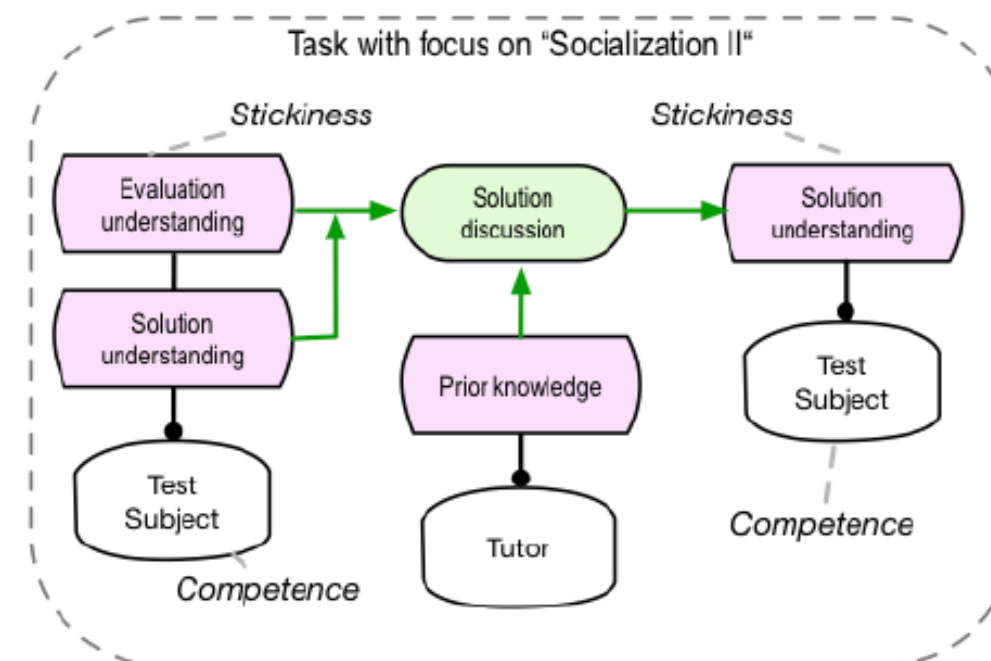 Task with focus on “Socialization II“
Stickiness
Stickiness
Evaluation
understanding
Solution
discussion
Solution
understanding
Solution
understanding
Prior knowledge
Test
Subject
Test
Subject
Tutor
Competence
Competence